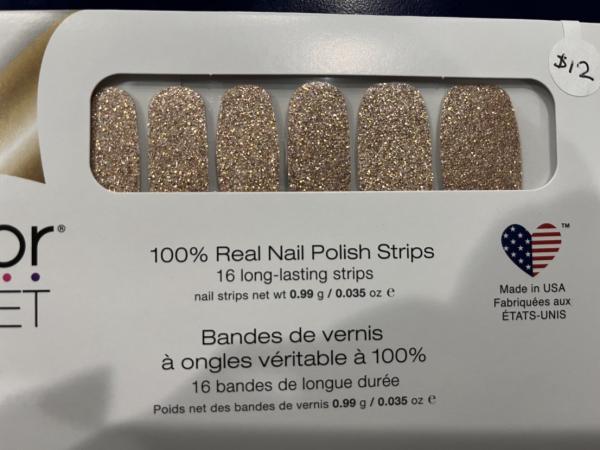 $12
or®
ET
100% Real Nail Polish Strips
16 long-lasting strips
nail strips net wt 0.99 g / 0.035 oz e
Bandes de vernis
à ongles véritable à 100%
16 bandes de longue durée
Poids net des bandes de vernis 0.99 g / 0.035 oz e
TM
Made in USA
Fabriquées aux
ÉTATS-UNIS